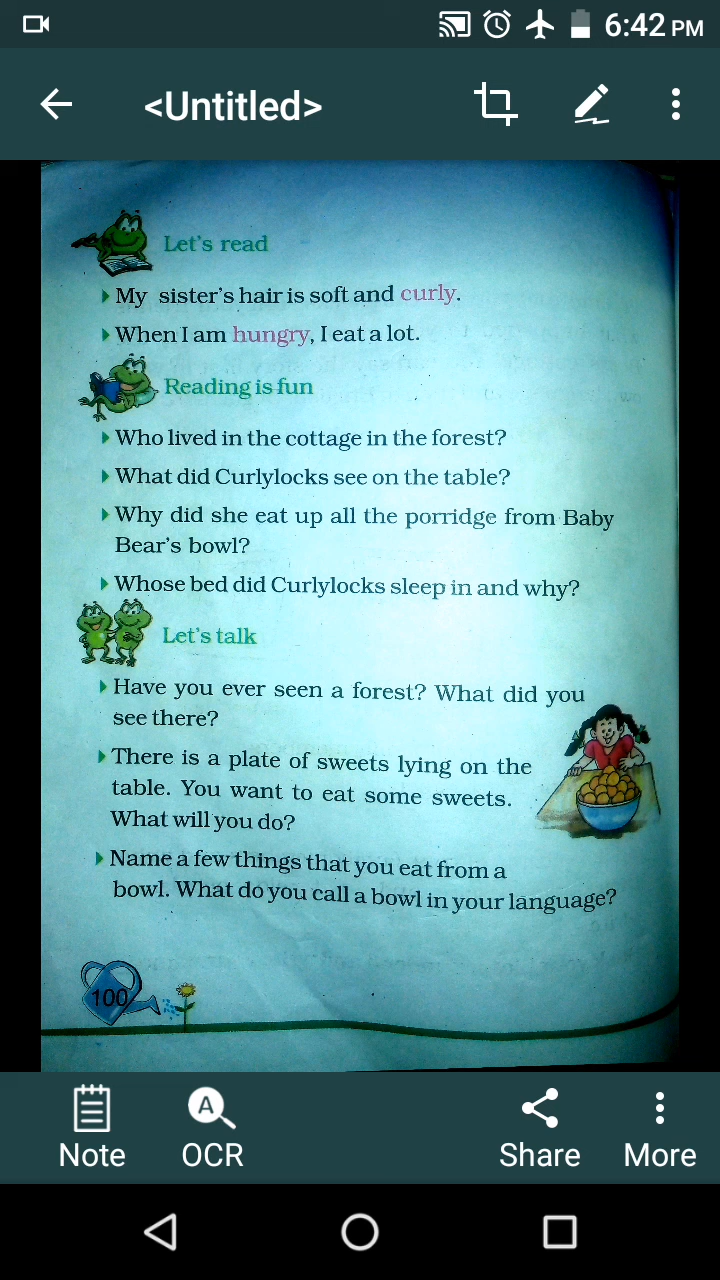 6:42 PM
<Untitled>
Let's read
My sister's hair is soft and curly.
When I am hungry, I eat a lot.
Reading is fun
Who lived in the cottage in the forest?
What did Curlylocks see on the table?
Why did she eat up all the porridge from Baby
Bear's bowl?
Whose bed did Curlylocks sleep in and why?
Let's talk
Have you ever seen a forest? What did you
see there?
There is a plate of sweets lying on the
table. You want to eat some sweets.
What will you do?
Name a few things that you eat from a
bowl. What do you call a bowl in your language?
100
A
Note OCR Share More